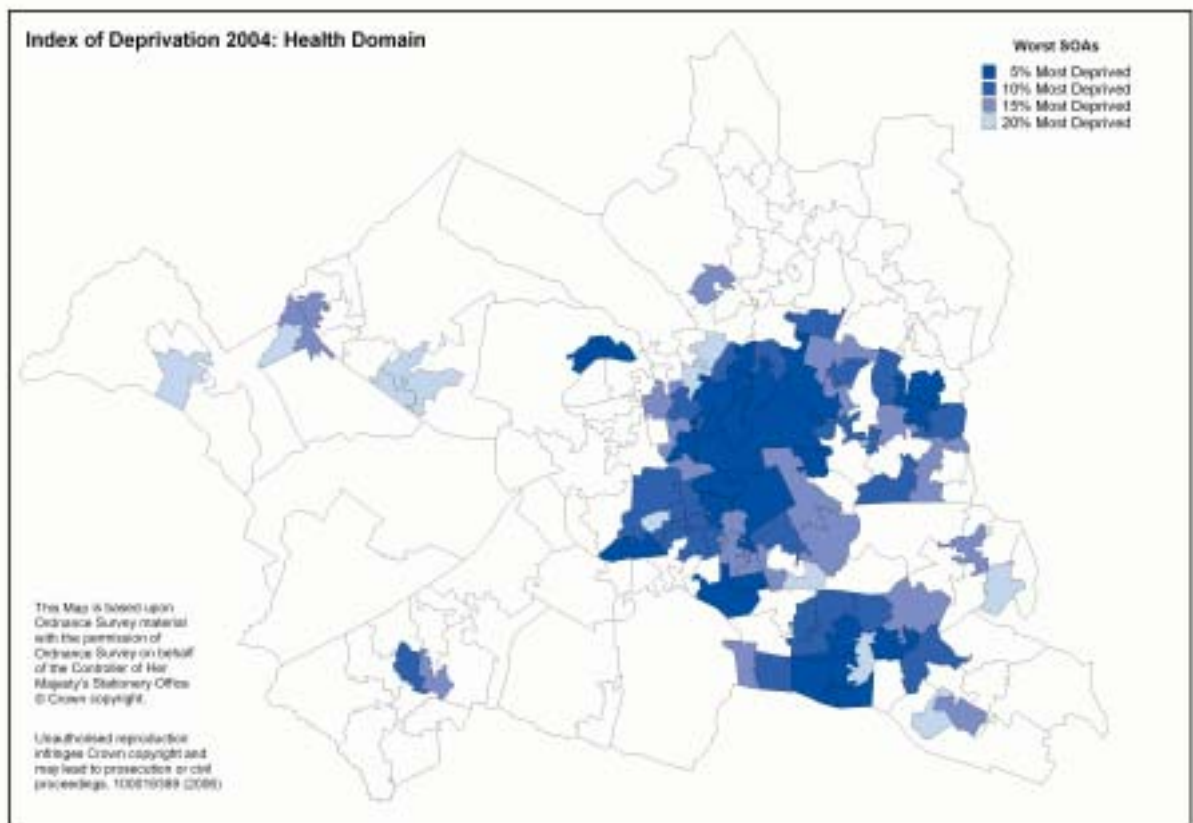 Index of Deprivation 2004: Health Domain
Worst SOAs
5% Most Deprived
10% Most Deprived
15% Most Deprived
20% Most Deprived
This Map is based upon
Ordnance Survey material
with the permission of
Ordnance Survey on behalf
of the Controller of Her
Majesty's Stationery Office
© Crown copyright.
Unauthorised reproduction
infringes Crown copyright and
may lead to prosecution or civil
proceedings. 100019389 (2006)